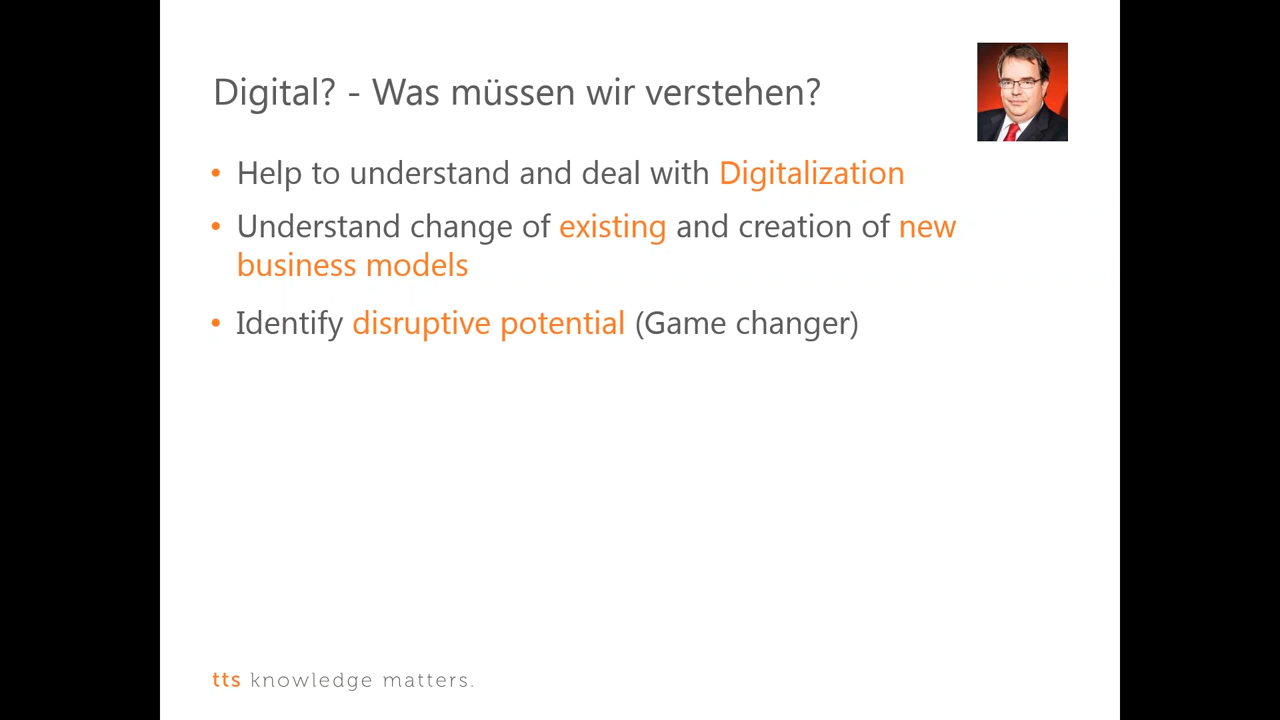 Digital? - Was müssen wir verstehen?
• Help to understand and deal with Digitalization
• Understand change of existing and creation of new
business models
• Identify disruptive potential (Game changer)
tts knowledge matters.